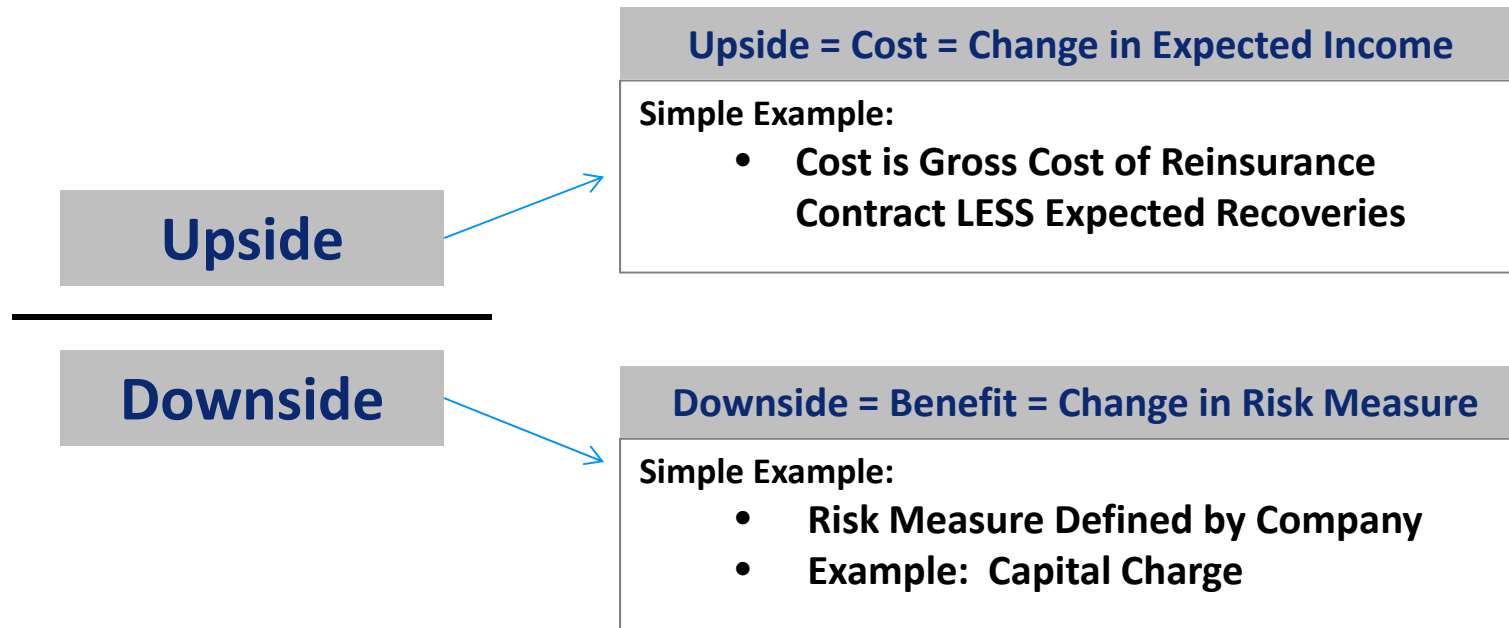 Upside = Cost = Change in Expected Income
Simple Example:
• Cost is Gross Cost of Reinsurance
Contract LESS Expected Recoveries
Upside
Downside
Downside = Benefit = Change in Risk Measure
Simple Example:
• Risk Measure Defined by Company
• Example: Capital Charge